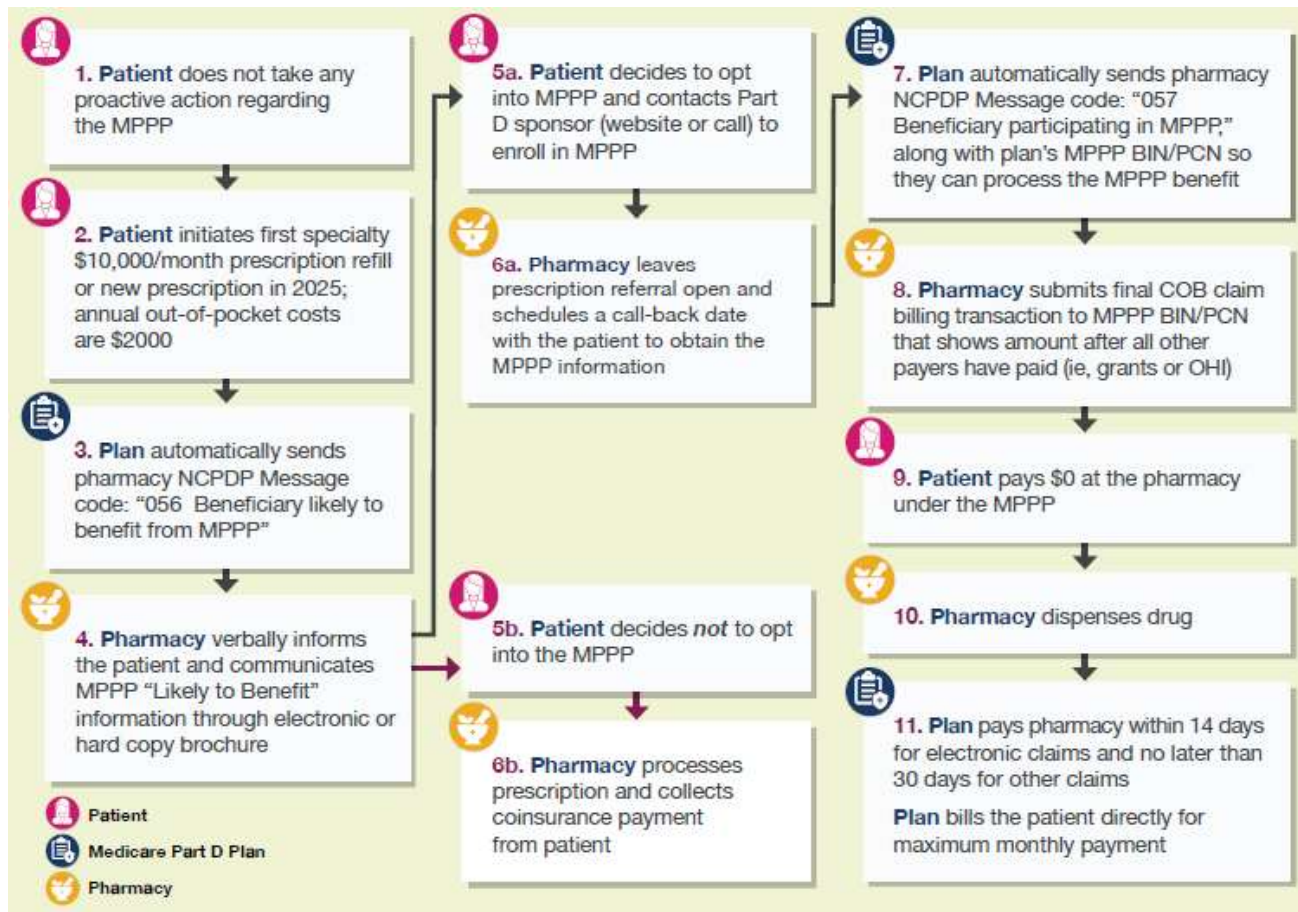 1. Patient does not take any
proactive action regarding
the MPPP
2. Patient initiates first specialty
$10,000/month prescription refill
or new prescription in 2025;
annual out-of-pocket costs
are $2000
3. Plan automatically sends
pharmacy NCPDP Message
code: “056 Beneficiary likely to
benefit from MPPP”
4. Pharmacy verbally informs
the patient and communicates
MPPP “Likely to Benefit”
information through electronic or
hard copy brochure
5a. Patient decides to opt
into MPPP and contacts Part
D sponsor (website or call) to
enroll in MPPP
6a. Pharmacy leaves
prescription referral open and
schedules a call-back date
with the patient to obtain the
MPPP information
5b. Patient decides not to opt
into the MPPP
6b. Pharmacy processes
prescription and collects
coinsurance payment
from patient
7. Plan automatically sends pharmacy
NCPDP Message code: “057
Beneficiary participating in MPPP,”
along with plan’s MPPP BIN/PCN so
they can process the MPPP benefit
8. Pharmacy submits final COB claim
billing transaction to MPPP BIN/PCN
that shows amount after all other
payers have paid (ie, grants or OHI)
9. Patient pays $0 at the pharmacy
under the MPPP
10. Pharmacy dispenses drug
11. Plan pays pharmacy within 14 days
for electronic claims and no later than
30 days for other claims
Plan bills the patient directly for
maximum monthly payment
Patient
Medicare Part D Plan
Pharmacy